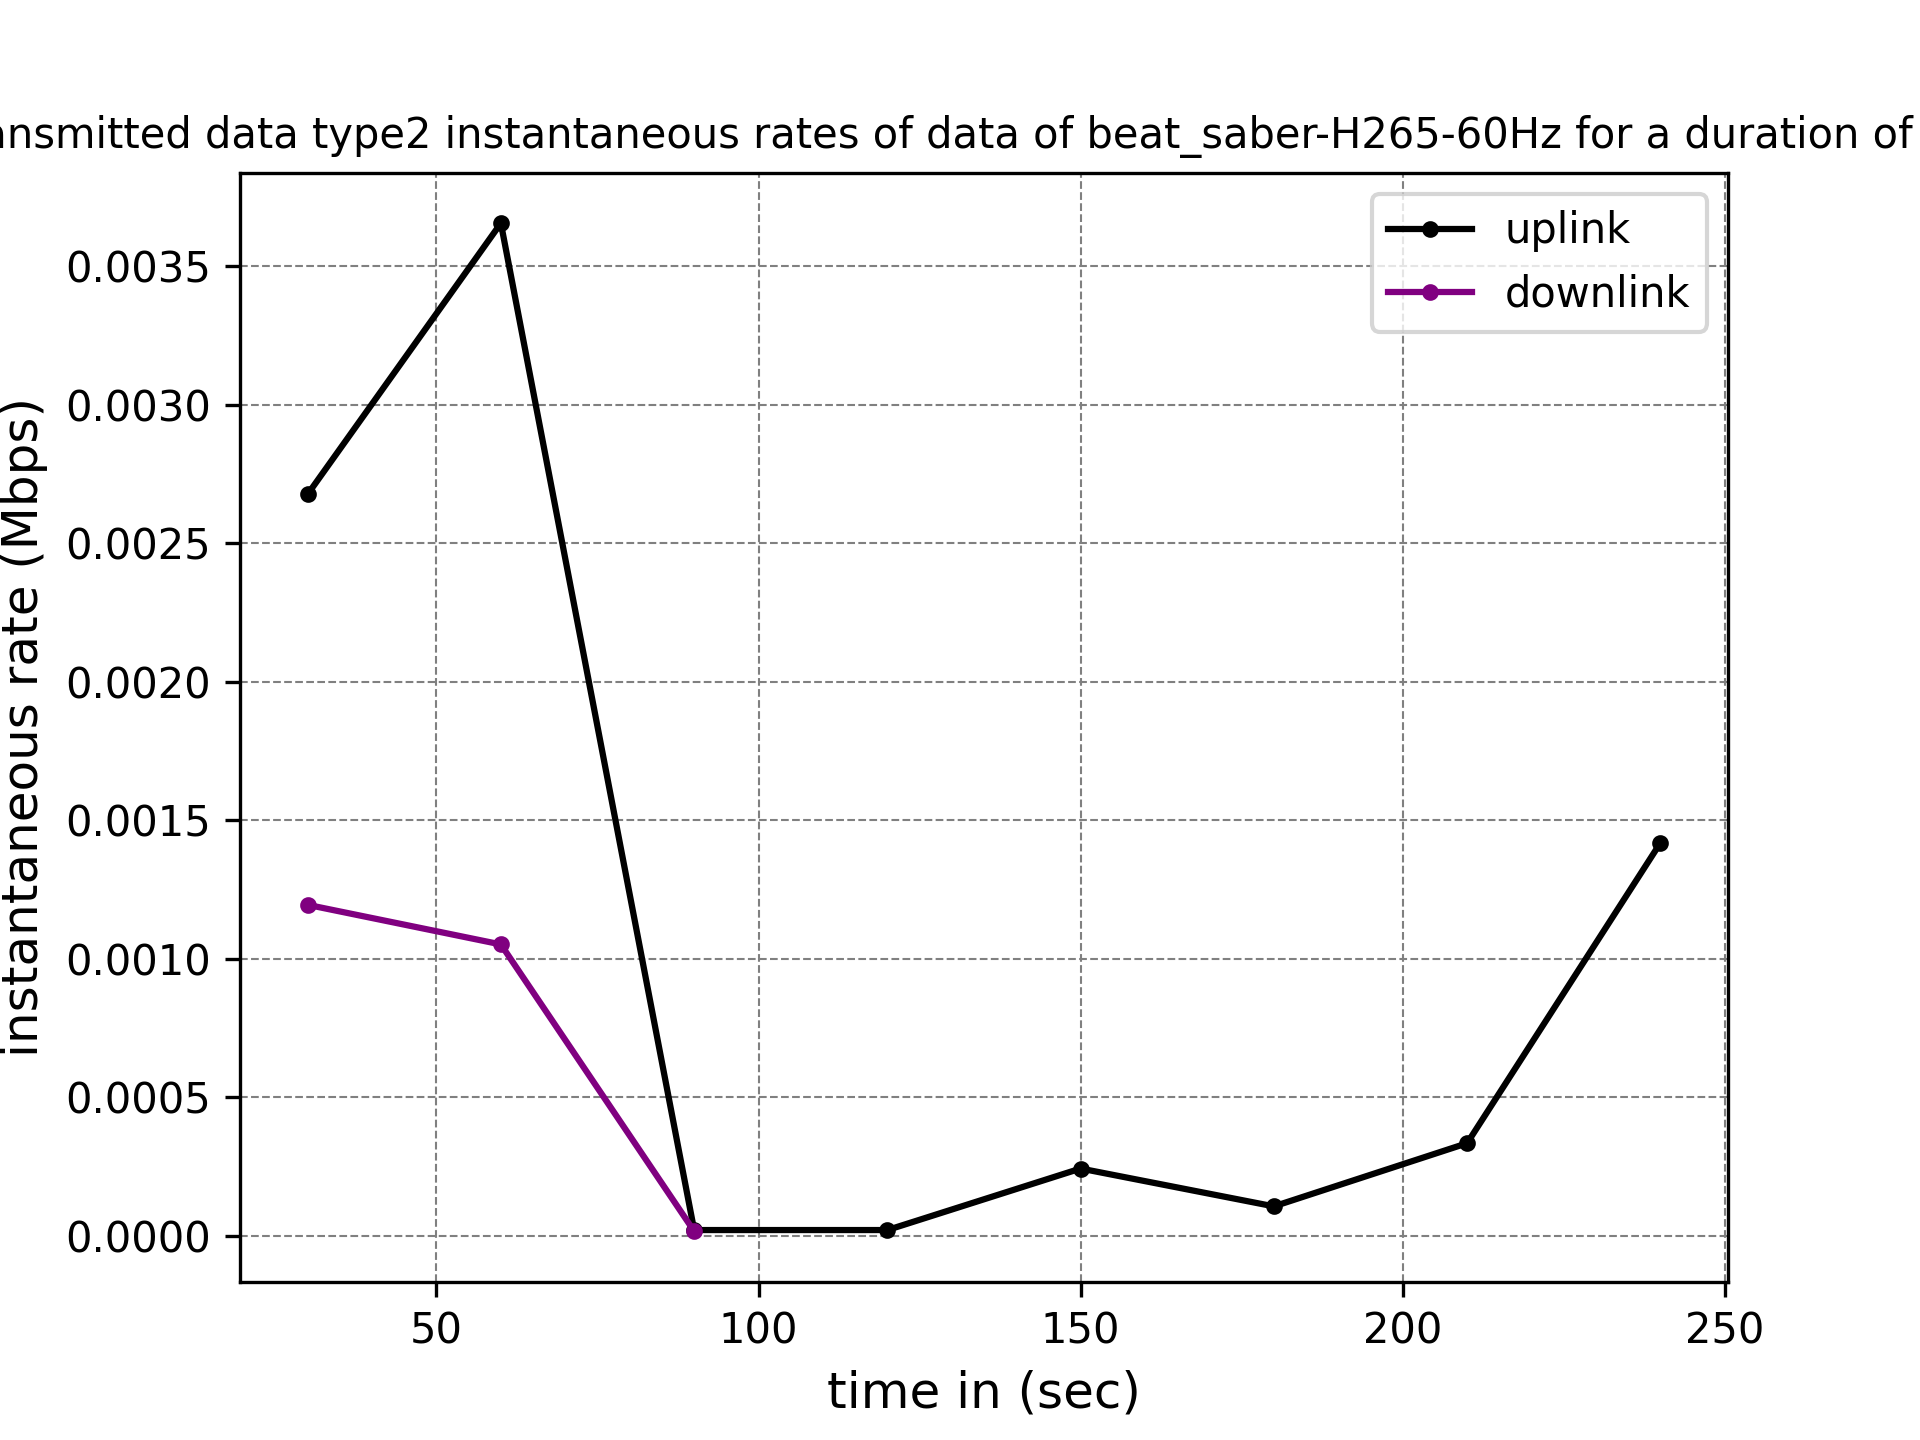 data type2 instantaneous rates of data of beat_saber-H265-60Hz for a duration of
uplink
downlink
instantaneous rate (Mbps)
0.0035
0.0030
0.0025
0.0020
0.0015
0.0010
0.0005
0.0000
50 100 150 200 250
time in (sec)